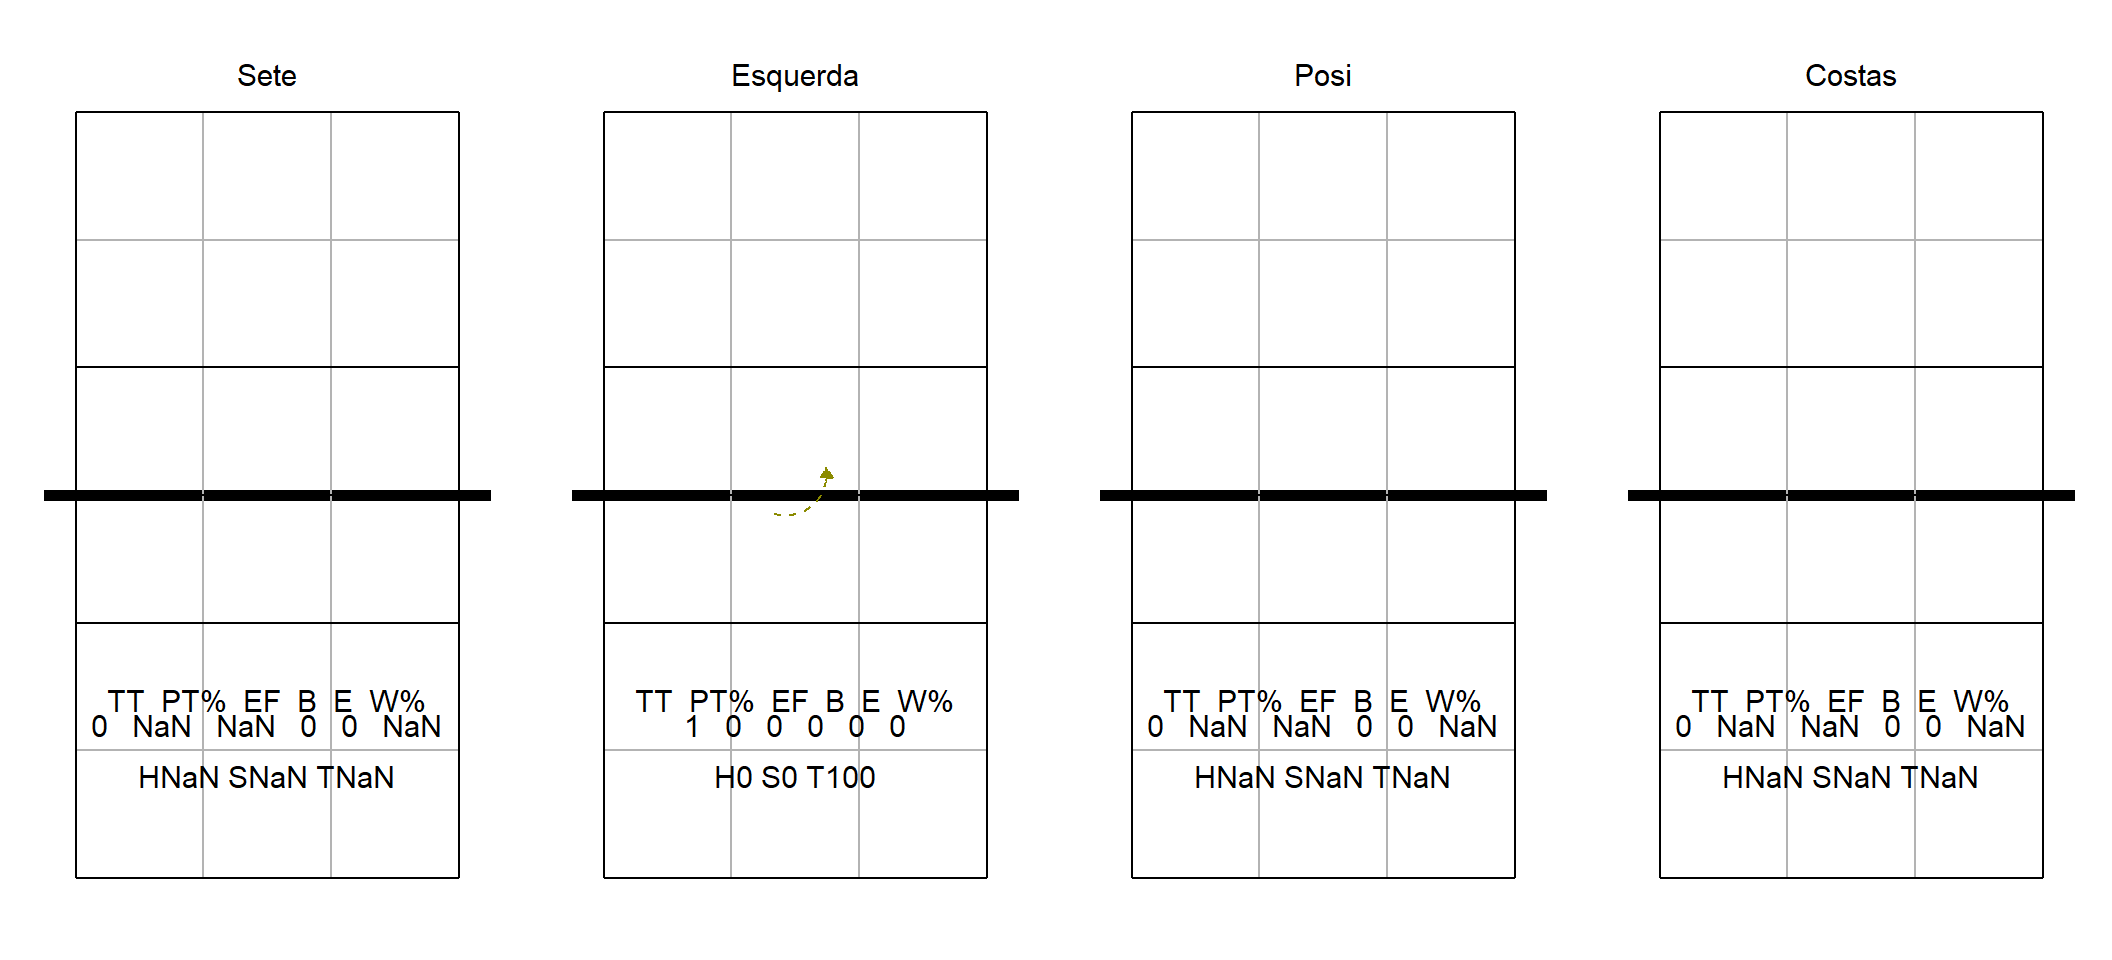 Sete
TT PT% EF B E W%
0 NaN NaN 0 0 NaN
HNaN SNaN TNaN
Esquerda
TT PT% EF B E W%
1 0 0 0 0 0
H0 S0 T100
Posi
TT PT% EF B E W%
0 NaN NaN 0 0 NaN
HNaN SNaN TNaN
Costas
TT PT% EF B E W%
0 NaN NaN 0 0 NaN
HNaN SNaN TNaN